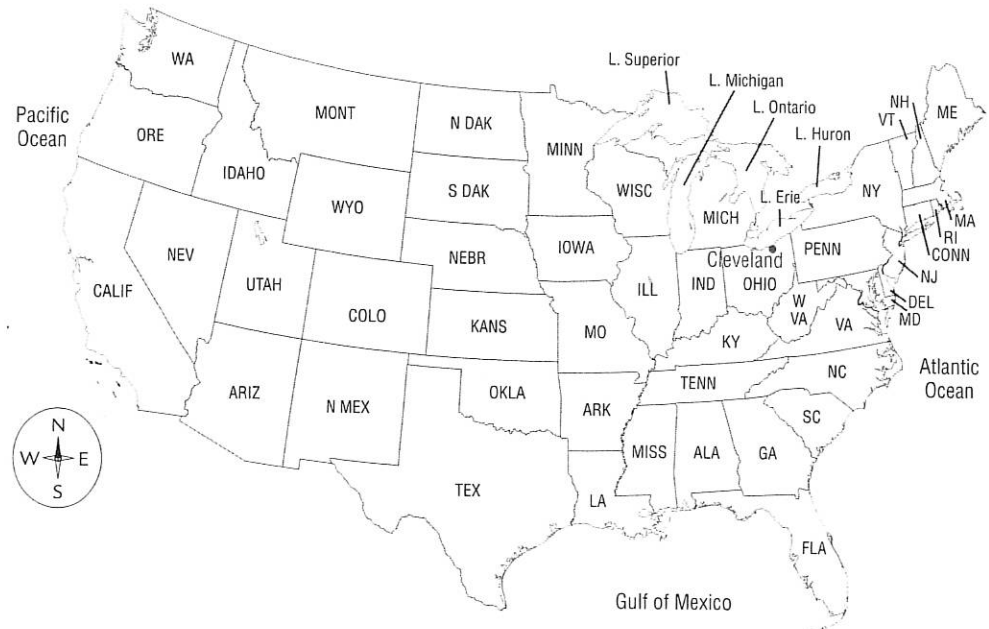 L. Superior
L. Michigan
L. Ontario
L. Huron
NH
VT
ME
WA
MONT
N DAK
MINN
Pacific
Ocean
ORE
IDAHO
S DAK
WISC
WYO
MICH
L. Erie
NY
MA
RI
CONN
NEV
NEBR
IOWA
Cleveland
PENN
NJ
CALIF
UTAH
COLO
KANS
ILL
IND
OHIO
W
VA
VA
DEL
MD
MO
KY
ARIZ
N MEX
OKLA
ARK
TENN
NC
Atlantic
Ocean
SC
N
W
E
S
TEX
LA
MISS
ALA
GA
FLA
Gulf of Mexico